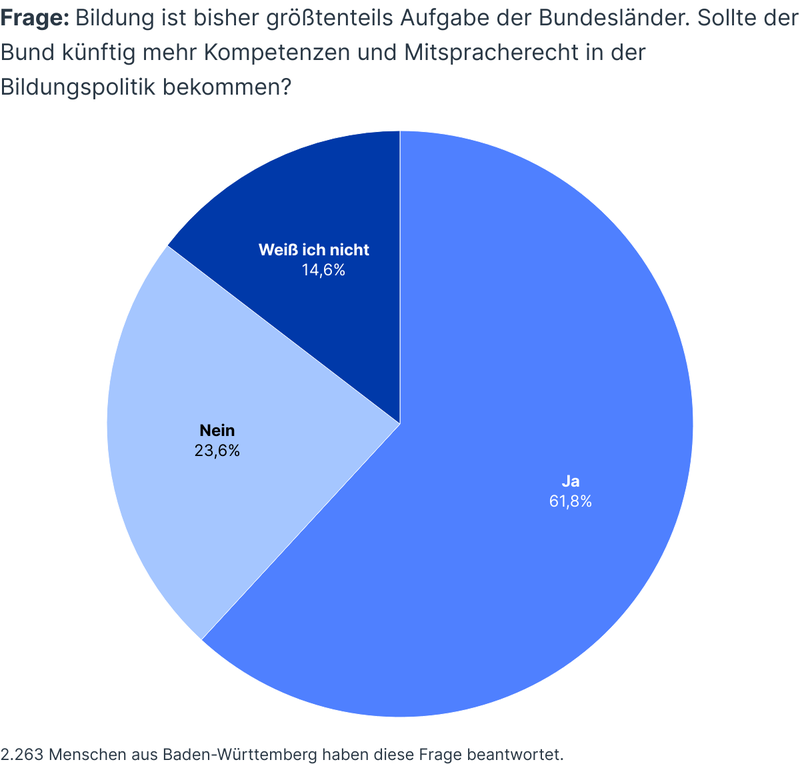 Frage: Bildung ist bisher größtenteils Aufgabe der Bundesländer. Sollte der
Bund künftig mehr Kompetenzen und Mitspracherecht in der
Bildungspolitik bekommen?
Weiß ich nicht
14,6%
Nein
23,6%
Ja
61,8%
2.263 Menschen aus Baden-Württemberg haben diese Frage beantwortet.